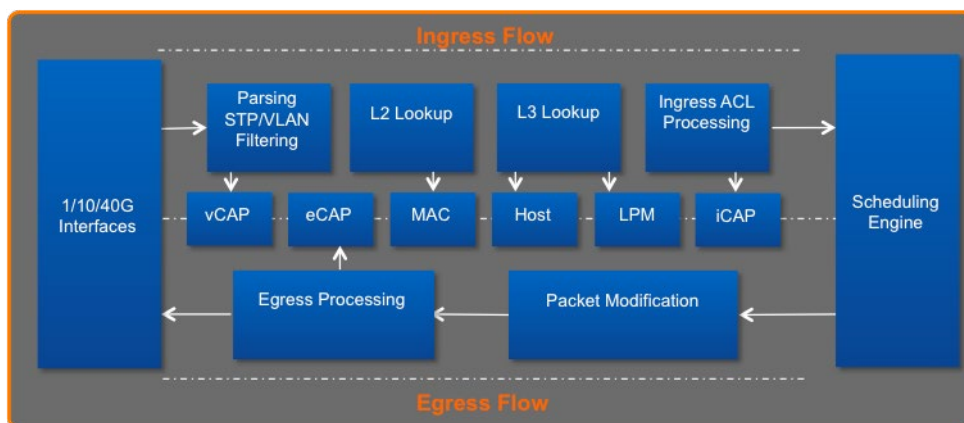 Ingress Flow
1/10/40G
Interfaces
Parsing
STP/VLAN
Filtering
L2 Lookup
L3 Lookup
Ingress ACL
Processing
Scheduling
Engine
vCAP
eCAP
MAC
Host
LPM
iCAP
Egress Processing
Packet Modification
Egress Flow